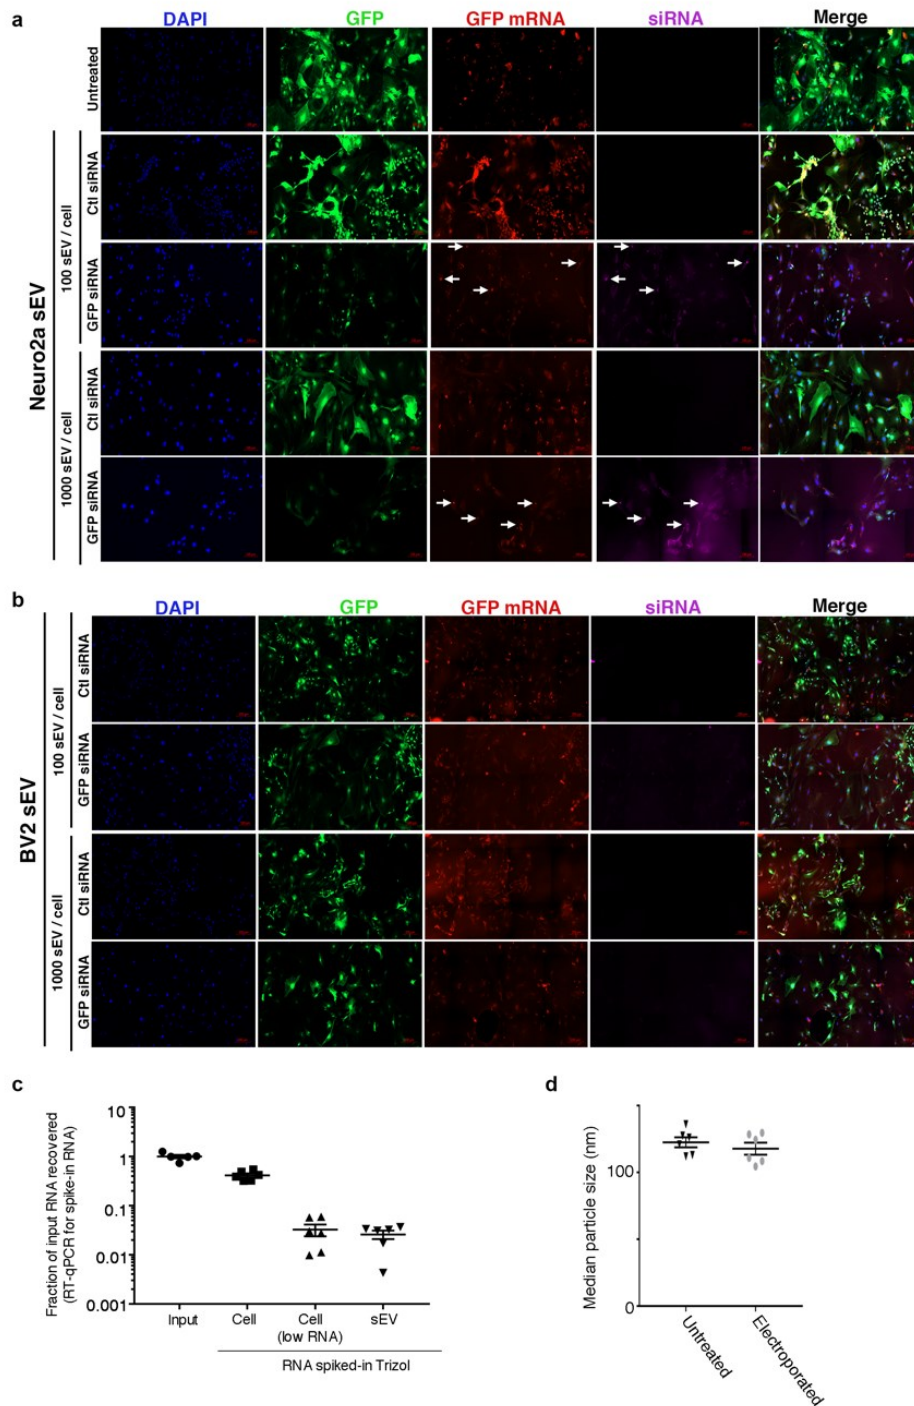 a
DAPI GFP GFP mRNA siRNA Merge
Untreated
Neuro2a sEV
100 sEV / cell
Ctl siRNA
GFP siRNA
1000 sEV / cell
Ctl siRNA
GFP siRNA
b
DAPI GFP GFP mRNA siRNA Merge
BV2 sEV
100 sEV / cell
Ctl siRNA
GFP siRNA
1000 sEV / cell
Ctl siRNA
GFP siRNA
c
Fraction of input RNA recovered
(RT-qPCR for spike-in RNA)
10
1
0.1
0.01
0.001
Input Cell Cell sEV
(low RNA)
RNA spiked-in Trizol
d
Median particle size (nm)
100
0
Untreated
Electroporated